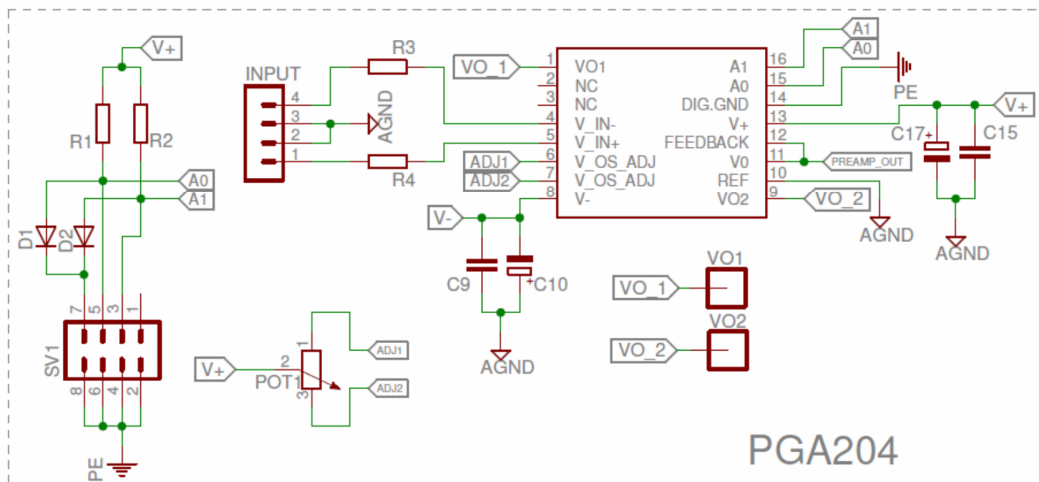 V+
R1
R2
A0
A1
D1
D2
7
5
3
1
SV1
8
6
4
2
PE
INPUT
4
3
2
1
R3
AGND
R4
VO_1
ADJ1
ADJ2
V-
C9
C10
AGND
V+
2
POT1
1
3
ADJ1
ADJ2
1 VO1 A1 16
2 NC A0 15
3 NC DIG.GND 14
4 V_IN- V+ 13
5 V_IN+ FEEDBACK 12
6 V_OS_ADJ V0 11
7 V_OS_ADJ REF 10
8 V- VO2 9
A1
A0
PE
V+
C17
+
C15
PREAMP_OUT
VO_2
AGND
AGND
+
VO_1
VO1
VO_2
VO2
PGA204